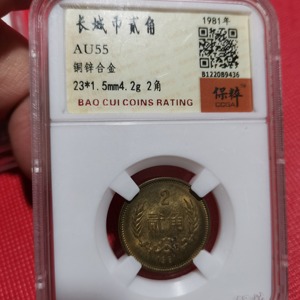 长城币贰角
1981年
AU55
铜锌合金
B122089436
23*1.5mm4.2g 2角
保粹
BAO CUI COINS RATING
2
贰角